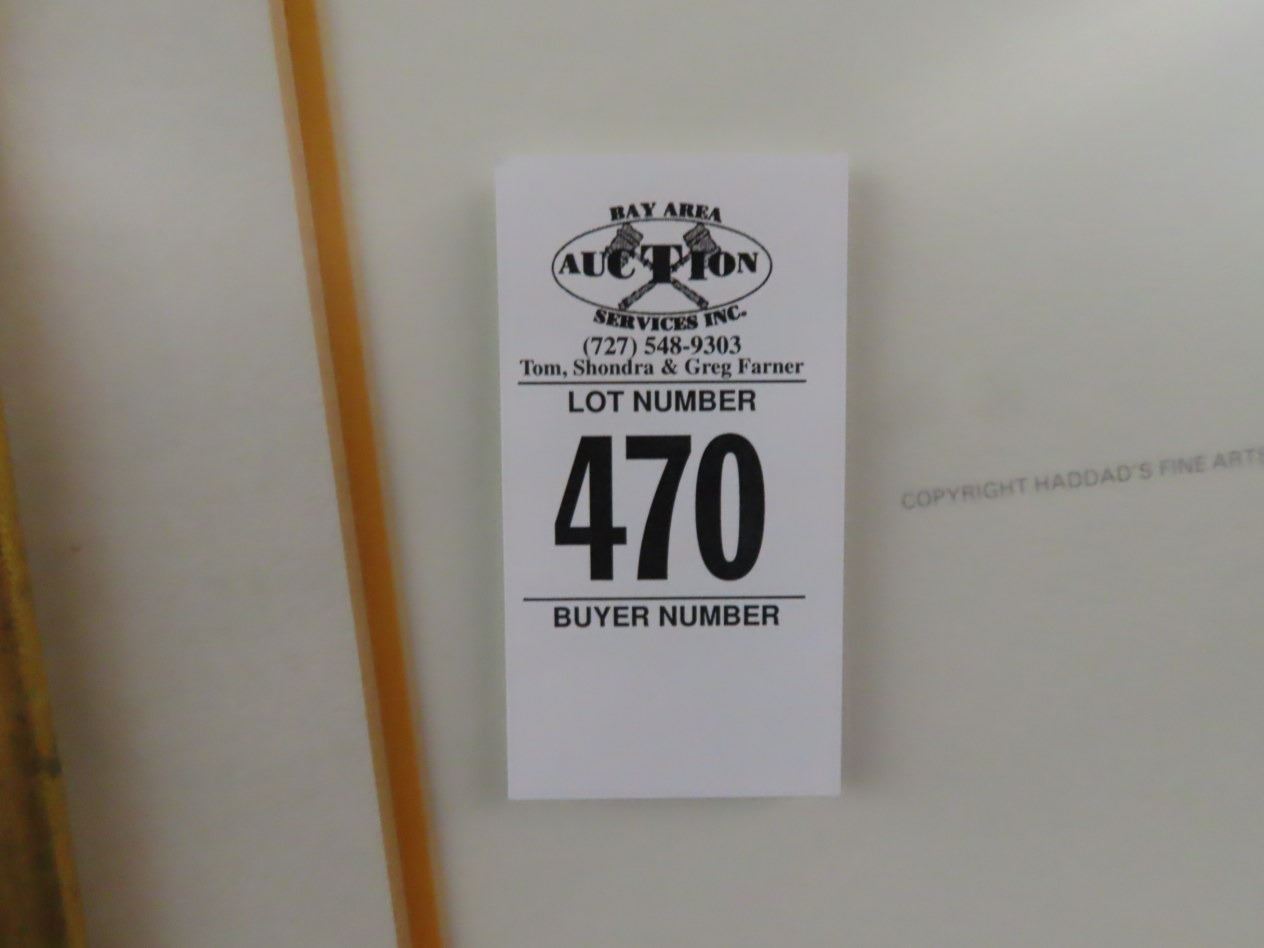 BAY AREA
AUCTION
SERVICES INC.
(727) 548-9303
Tom, Shondra & Greg Farner
LOT NUMBER
470
BUYER NUMBER
COPYRIGHT HADDAD'S FINE ARTS